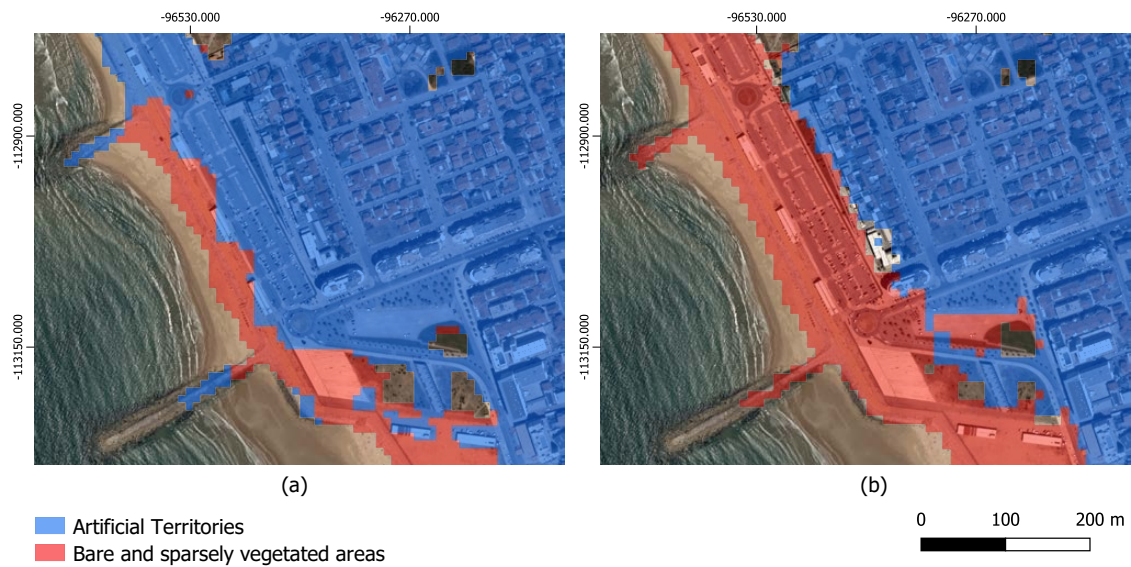 -96530.000 -96270.000 -96530.000 -96270.000
-112900.000 -112900.000
-113150.000 -113150.000
(a) (b)
Artificial Territories
Bare and sparsely vegetated areas
0 100 200 m